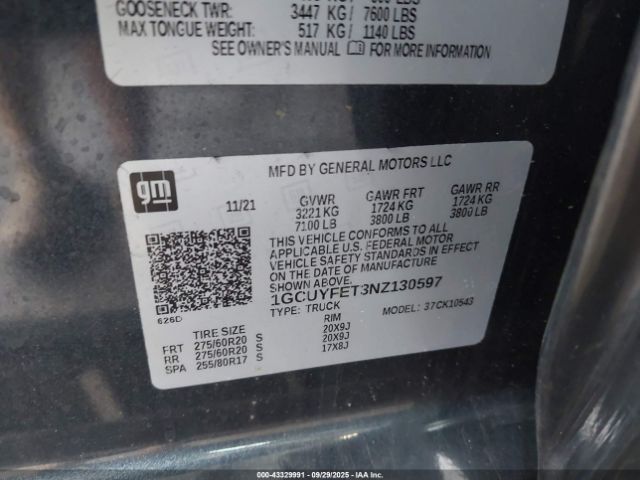 GOOSENECK TWR: 3447 KG/ 7600 LBS
MAX TONGUE WEIGHT: 517 KG/ 1140 LBS
SEE OWNER'S MANUAL FOR MORE INFORMATION
gm
MFD BY GENERAL MOTORS LLC
11/21 GVWR GAWR FRT GAWR RR
3221 KG 1724 KG 1724 KG
7100 LB 3800 LB 3800 LB
THIS VEHICLE CONFORMS TO ALL
APPLICABLE U.S. FEDERAL MOTOR
VEHICLE SAFETY STANDARDS IN EFFECT
ON THE DATE OF MANUFACTURE
SHOWN ABOVE.
1GCUYFET3NZ130597
TYPE: TRUCK MODEL: 37CK10543
626D
TIRE SIZE RIM
FRT 275/60R20 S 20X9J
RR 275/60R20 S 20X9J
SPA 255/80R17 S 17X8J
000-43329991 - 09/29/2025 - IAAI.COM